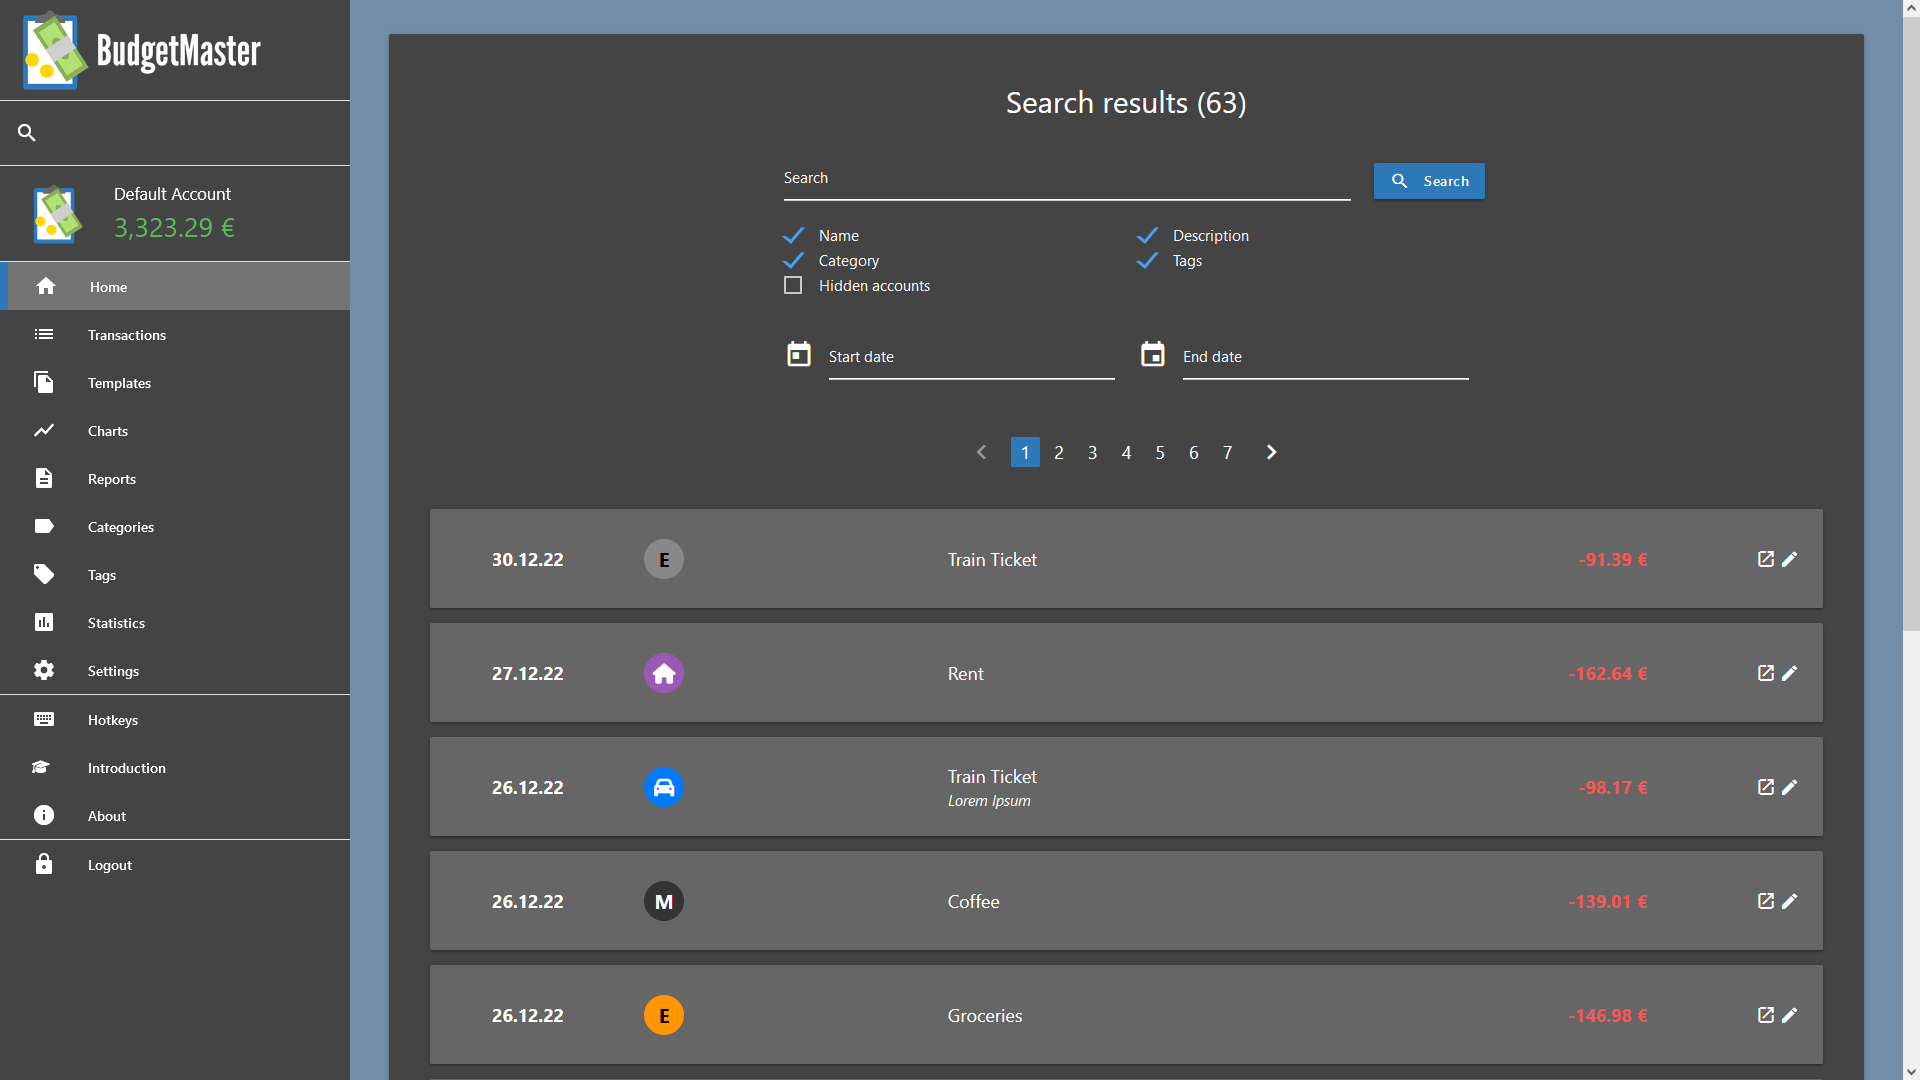 BudgetMaster
Default Account
3,323.29 €
Home
Transactions
Templates
Charts
Reports
Categories
Tags
Statistics
Settings
Hotkeys
Introduction
About
Logout
Search results (63)
Search
Search
Name
Description
Category
Tags
Hidden accounts
Start date
End date
1 2 3 4 5 6 7
30.12.22 E Train Ticket -91.39 €
27.12.22 Rent -162.64 €
26.12.22 Train Ticket -98.17 €
Lorem Ipsum
26.12.22 M Coffee -139.01 €
26.12.22 E Groceries -146.98 €